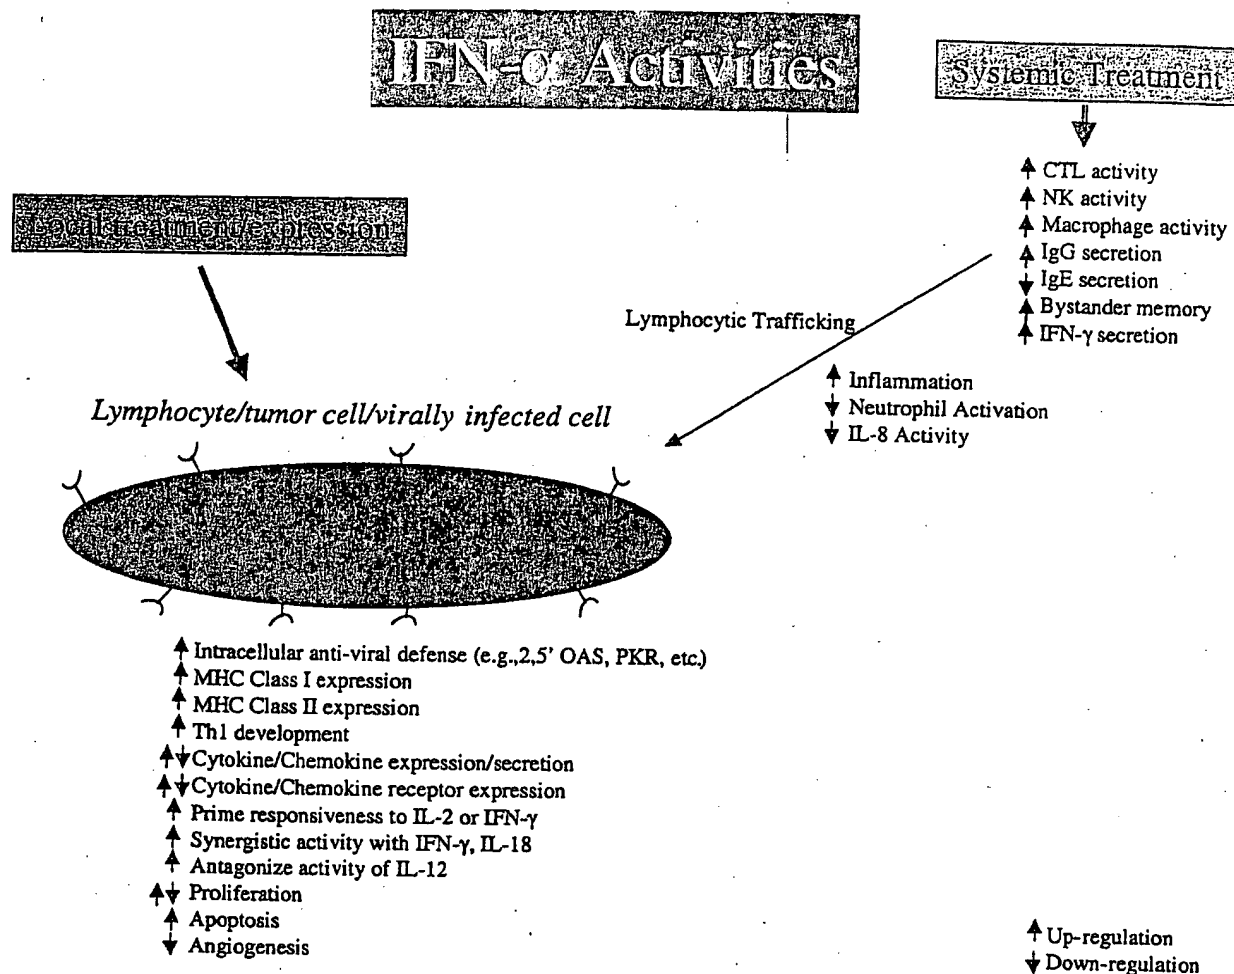 IFN-α Activities
Systemic Treatment
↑ CTL activity
↑ NK activity
↑ Macrophage activity
↑ IgG secretion
↓ IgE secretion
↑ Bystander memory
↑ IFN-γ secretion
Local treatment/expression
Lymphocytic Trafficking
↑ Inflammation
↓ Neutrophil Activation
↓ IL-8 Activity
Lymphocyte/tumor cell/virally infected cell
↑ Intracellular anti-viral defense (e.g.,2,5' OAS, PKR, etc.)
↑ MHC Class I expression
↑ MHC Class II expression
↑ Th1 development
↑↓ Cytokine/Chemokine expression/secretion
↑↓ Cytokine/Chemokine receptor expression
↑ Prime responsiveness to IL-2 or IFN-γ
↑ Synergistic activity with IFN-γ, IL-18
↑ Antagonize activity of IL-12
↑↓ Proliferation
↑ Apoptosis
↓ Angiogenesis
↑ Up-regulation
↓ Down-regulation